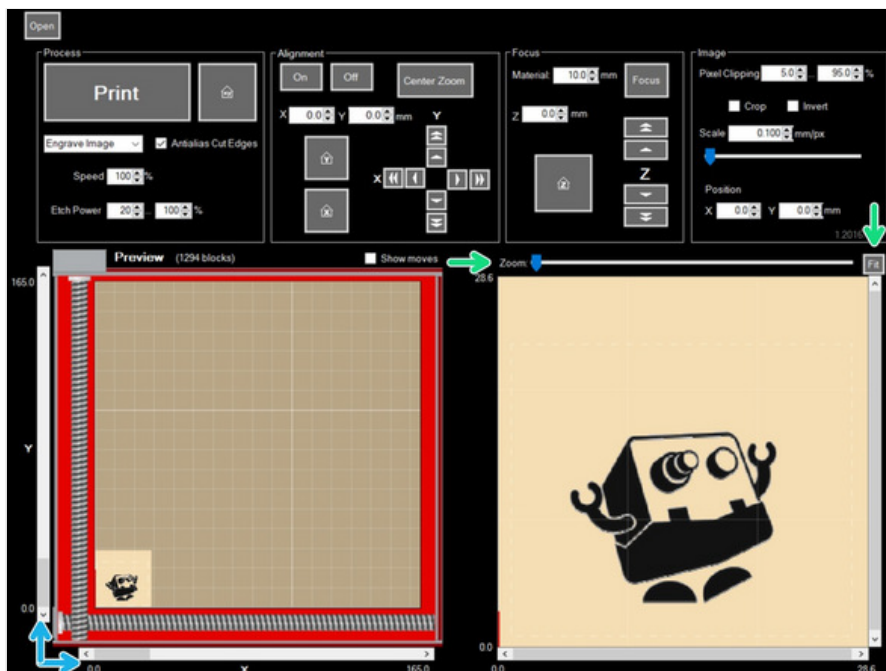 Open
Process
Print
Engrave Image
Antialias Cut Edges
Speed 100 %
Etch Power 20 ... 100 %
Alignment
On Off Center Zoom
X 0.0 Y 0.0 mm Y
Y
X
X
Focus
Material: 10.0 mm Focus
Z 0.0 mm
Z
Z
Image
Pixel Clipping 5.0 ... 95.0 %
Crop Invert
Scale 0.100 mm/px
Position
X 0.0 Y 0.0 mm
Preview (1294 blocks) Show moves
165.0
Y
0.0
0.0 X 165.0
Zoom: Fit
28.6
0.0
0.0 28.6